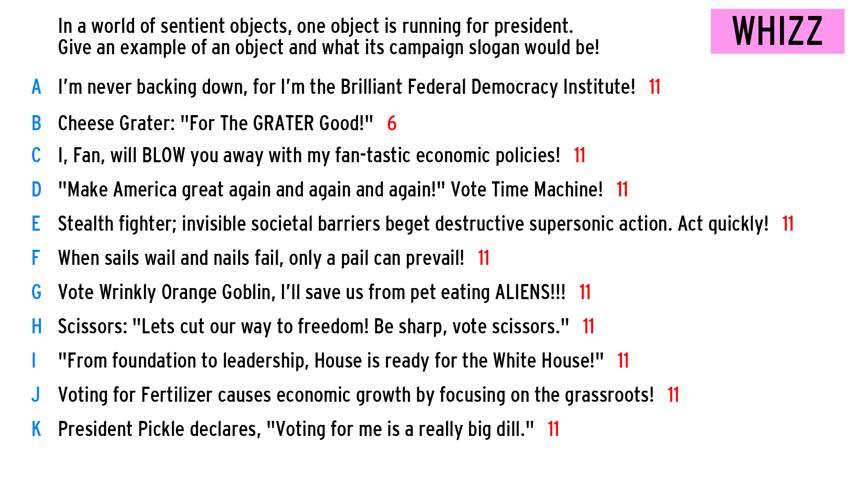 In a world of sentient objects, one object is running for president.
Give an example of an object and what its campaign slogan would be!
WHIZZ
A I'm never backing down, for I'm the Brilliant Federal Democracy Institute! 11
B Cheese Grater: "For The GRATER Good!" 6
C I, Fan, will BLOW you away with my fan-tastic economic policies! 11
D "Make America great again and again and again!" Vote Time Machine! 11
E Stealth fighter; invisible societal barriers beget destructive supersonic action. Act quickly! 11
F When sails wail and nails fail, only a pail can prevail! 11
G Vote Wrinkly Orange Goblin, I'll save us from pet eating ALIENS!!! 11
H Scissors: "Lets cut our way to freedom! Be sharp, vote scissors." 11
I "From foundation to leadership, House is ready for the White House!" 11
J Voting for Fertilizer causes economic growth by focusing on the grassroots! 11
K President Pickle declares, "Voting for me is a really big dill." 11